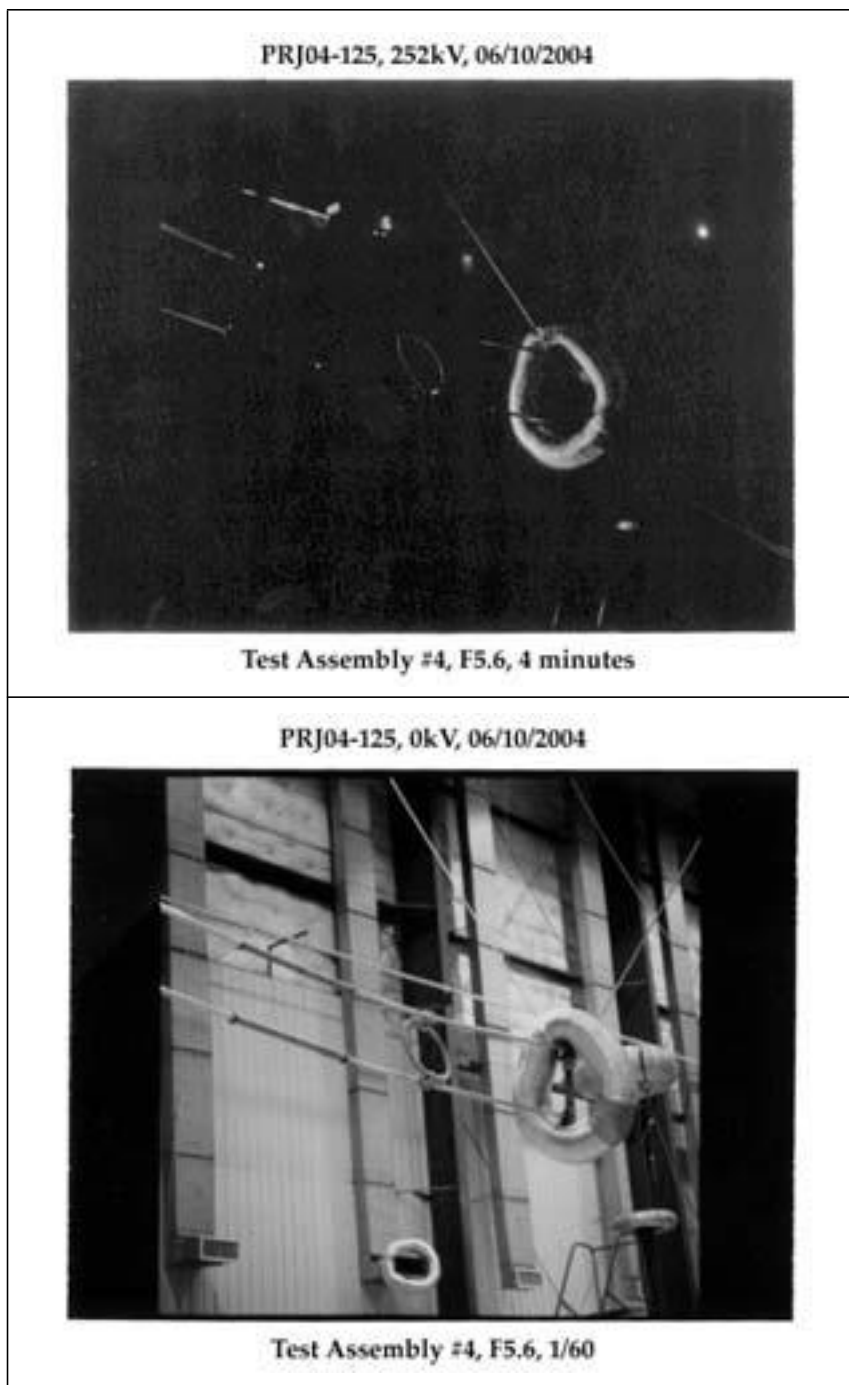 PRJ04-125, 252kV, 06/10/2004
Test Assembly #4, F5.6, 4 minutes
PRJ04-125, 0kV, 06/10/2004
Test Assembly #4, F5.6, 1/60